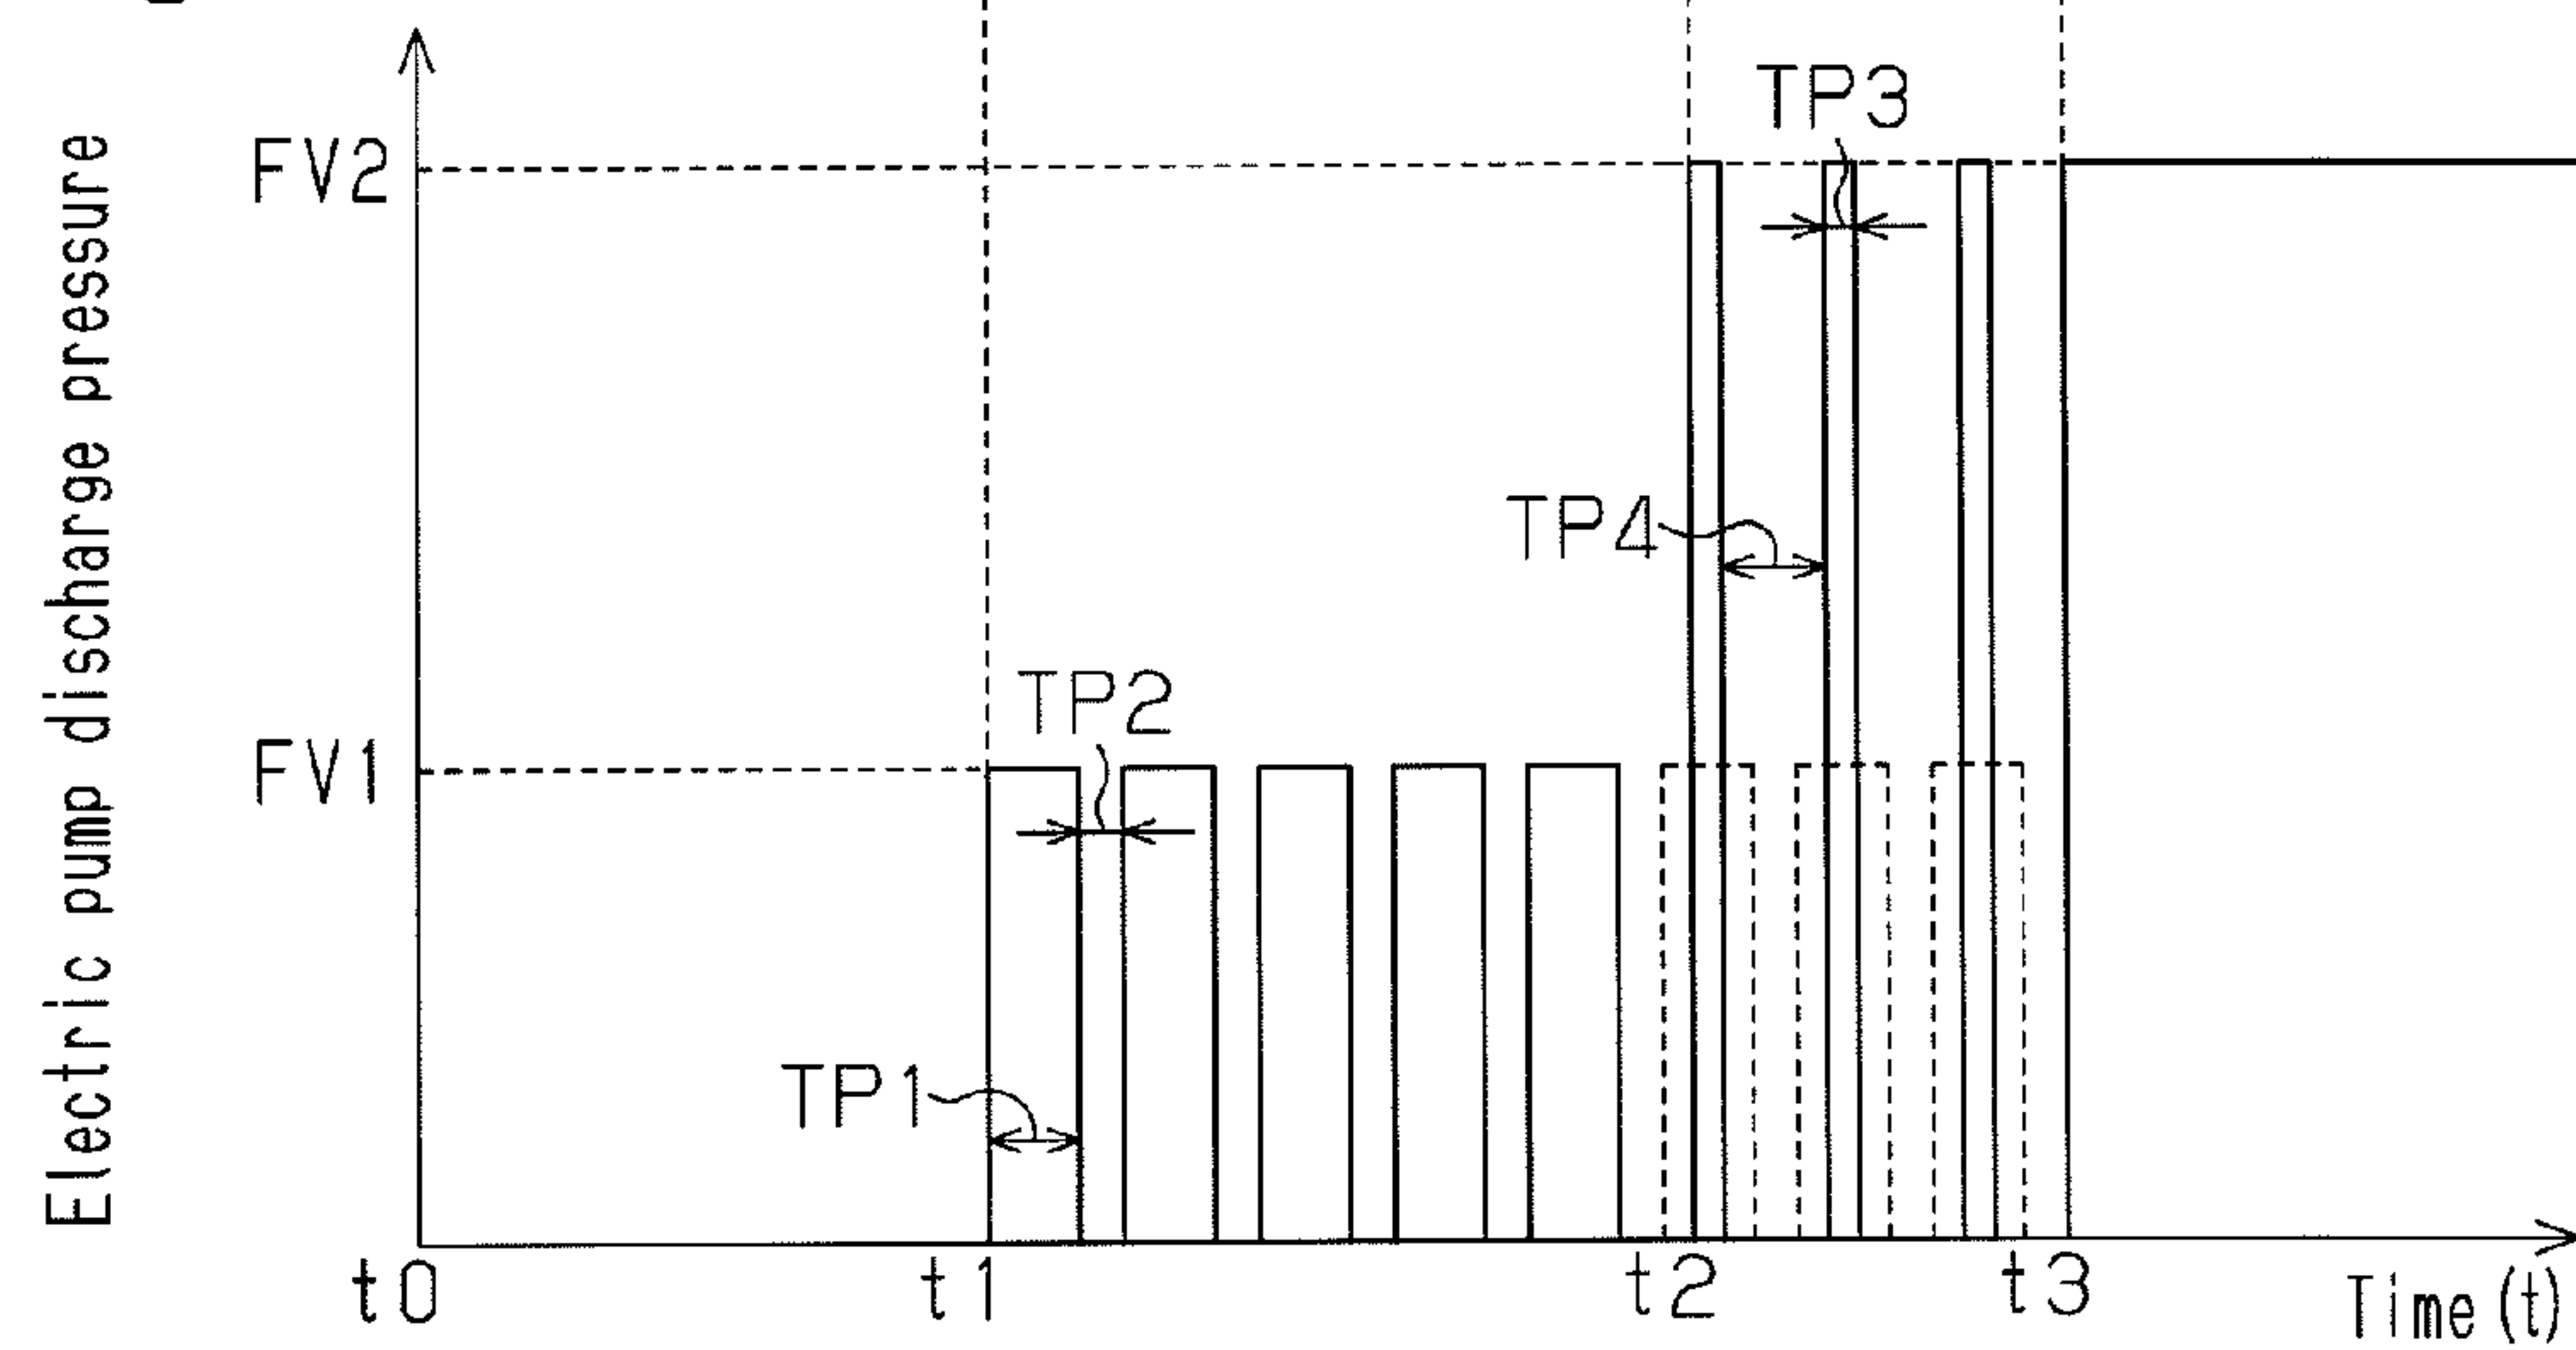 Electric pump discharge pressure
FV2
TP3
TP4
TP2
FV1
TP1
t0
t1
t2
t3
Time(t)